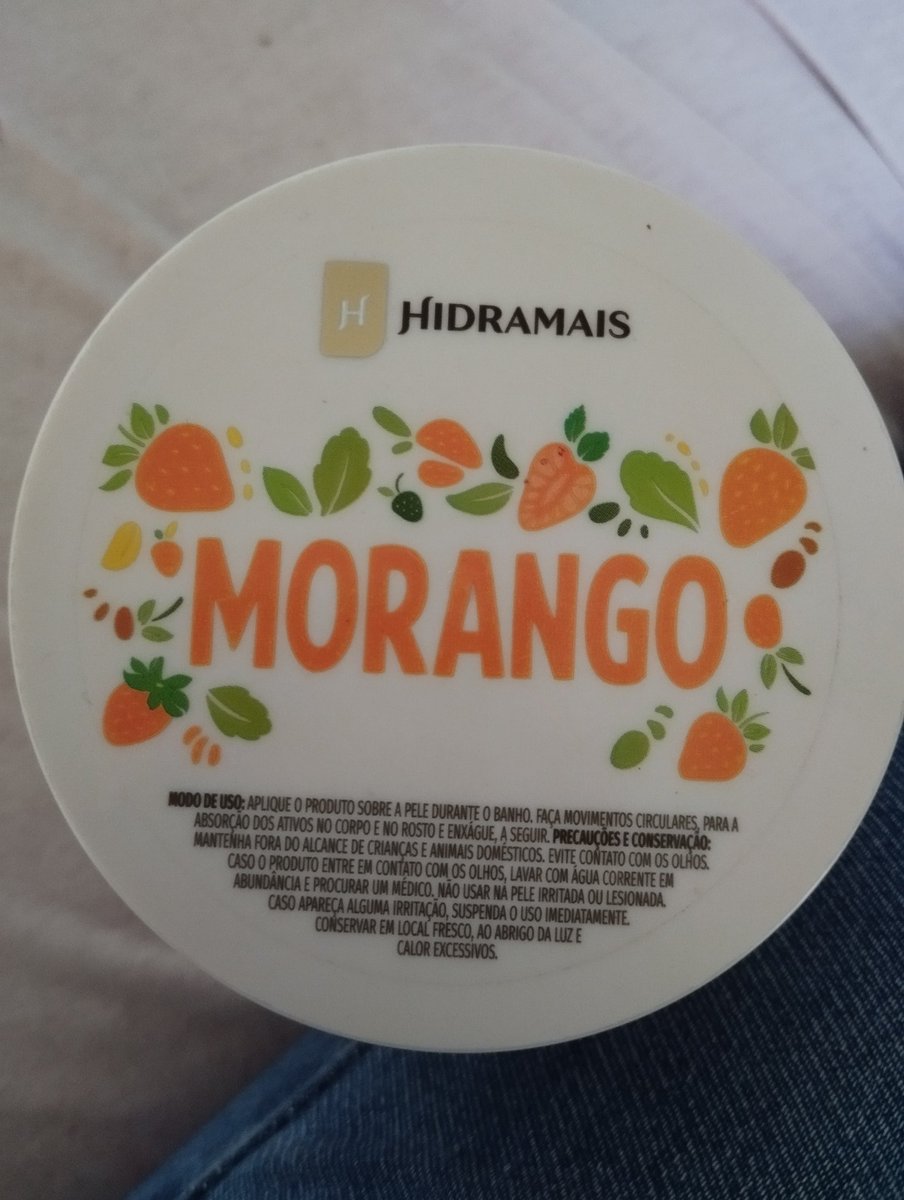 H HIDRAMAIS
MORANGO
MODO DE USO: APLIQUE O PRODUTO SOBRE A PELE DURANTE O BANHO. FAÇA MOVIMENTOS CIRCULARES, PARA A
ABSORÇÃO DOS ATIVOS NO CORPO E NO ROSTO E ENXÁGUE, A SEGUIR. PRECAUÇÕES E CONSERVAÇÃO:
MANTENHA FORA DO ALCANCE DE CRIANÇAS E ANIMAIS DOMÉSTICOS. EVITE CONTATO COM OS OLHOS.
CASO O PRODUTO ENTRE EM CONTATO COM OS OLHOS, LAVAR COM ÁGUA CORRENTE EM
ABUNDÂNCIA E PROCURAR UM MÉDICO. NÃO USAR NA PELE IRRITADA OU LESIONADA.
CASO APAREÇA ALGUMA IRRITAÇÃO, SUSPENDA O USO IMEDIATAMENTE.
CONSERVAR EM LOCAL FRESCO, AO ABRIGO DA LUZ E
CALOR EXCESSIVOS.